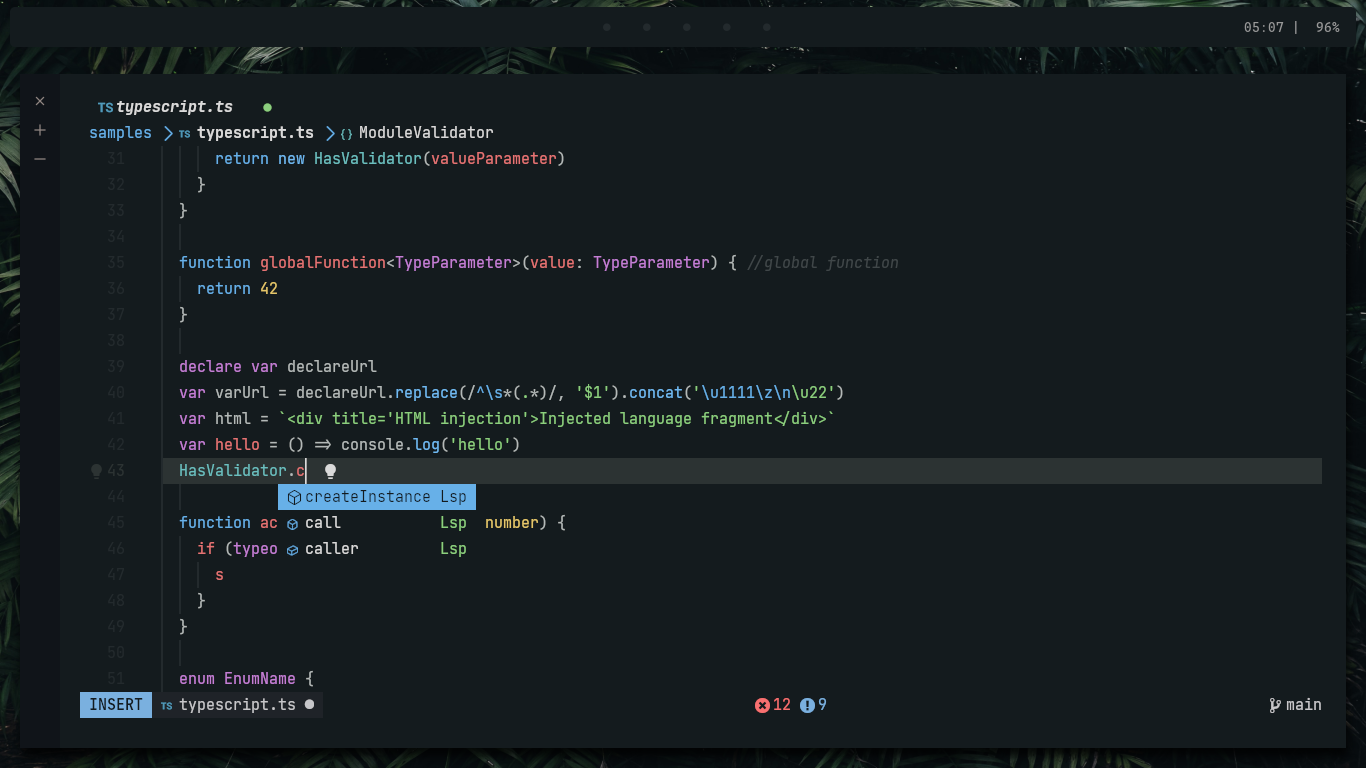 05:07 | 96%
TS typescript.ts
samples > TS typescript.ts > {} ModuleValidator
31 return new HasValidator(valueParameter)
32 }
33 }
34
35 function globalFunction<TypeParameter>(value: TypeParameter) { //global function
36 return 42
37 }
38
39 declare var declareUrl
40 var varUrl = declareUrl.replace(/^\s*(.*)/, '$1').concat('\u1111\z\n\u22')
41 var html = `<div title='HTML injection'>Injected language fragment</div>`
42 var hello = () => console.log('hello')
43 HasValidator.c
44 createInstance Lsp
45 function ac call Lsp number) {
46 if (typeo caller Lsp
47 s
48 }
49 }
50
51 enum EnumName {
INSERT TS typescript.ts 12 9 main